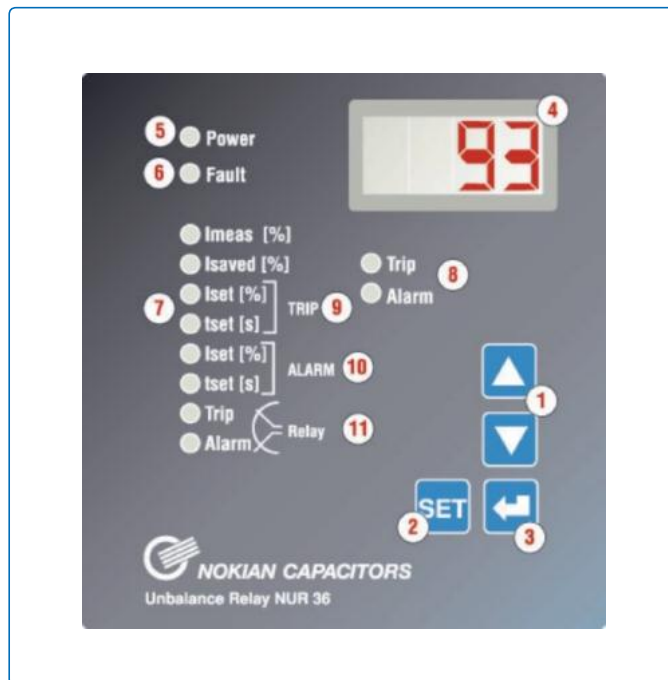 93
4
5 Power
6 Fault
Imeas [%]
Isaved [%]
Trip
8
Alarm
7
Iset [%]
tset [s]
TRIP 9
Iset [%]
tset [s]
ALARM 10
Trip
Alarm
Relay 11
1
SET
2
3
NOKIAN CAPACITORS
Unbalance Relay NUR 36